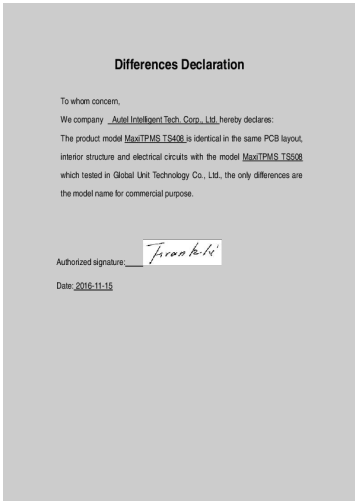 Differences Declaration
To whom concern,
We company Autel Intelligent Tech. Corp., Ltd. hereby declares:
The product model MaxiTPMS TS408 is identical in the same PCB layout,
interior structure and electrical circuits with the model MaxiTPMS TS508
which tested in Global Unit Technology Co., Ltd., the only differences are
the model name for commercial purpose.
Authorized signature: Frank Li
Date: 2016-11-15